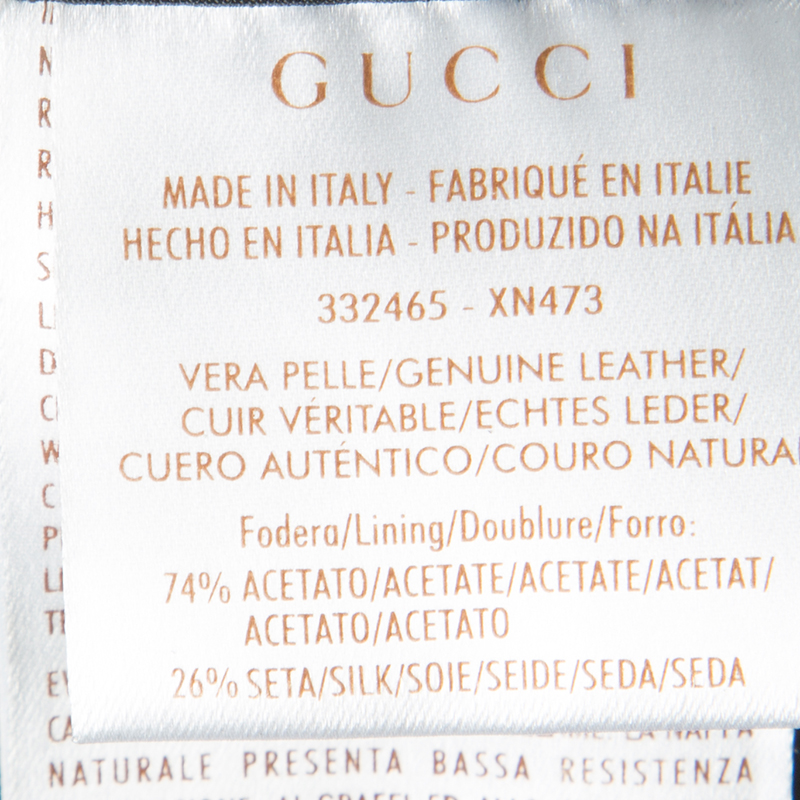 GUCCI
MADE IN ITALY - FABRIQUÉ EN ITALIE
HECHO EN ITALIA - PRODUZIDO NA ITÁLIA
332465 - XN473
VERA PELLE/GENUINE LEATHER/
CUIR VÉRITABLE/ECHTES LEDER/
CUERO AUTÉNTICO/COURO NATURA
Fodera/Lining/Doublure/Forro:
74% ACETATO/ACETATE/ACETATE/ACETAT/
ACETATO/ACETATO
26% SETA/SILK/SOIE/SEIDE/SEDA/SEDA
NATURALE PRESENTA BASSA RESISTENZA